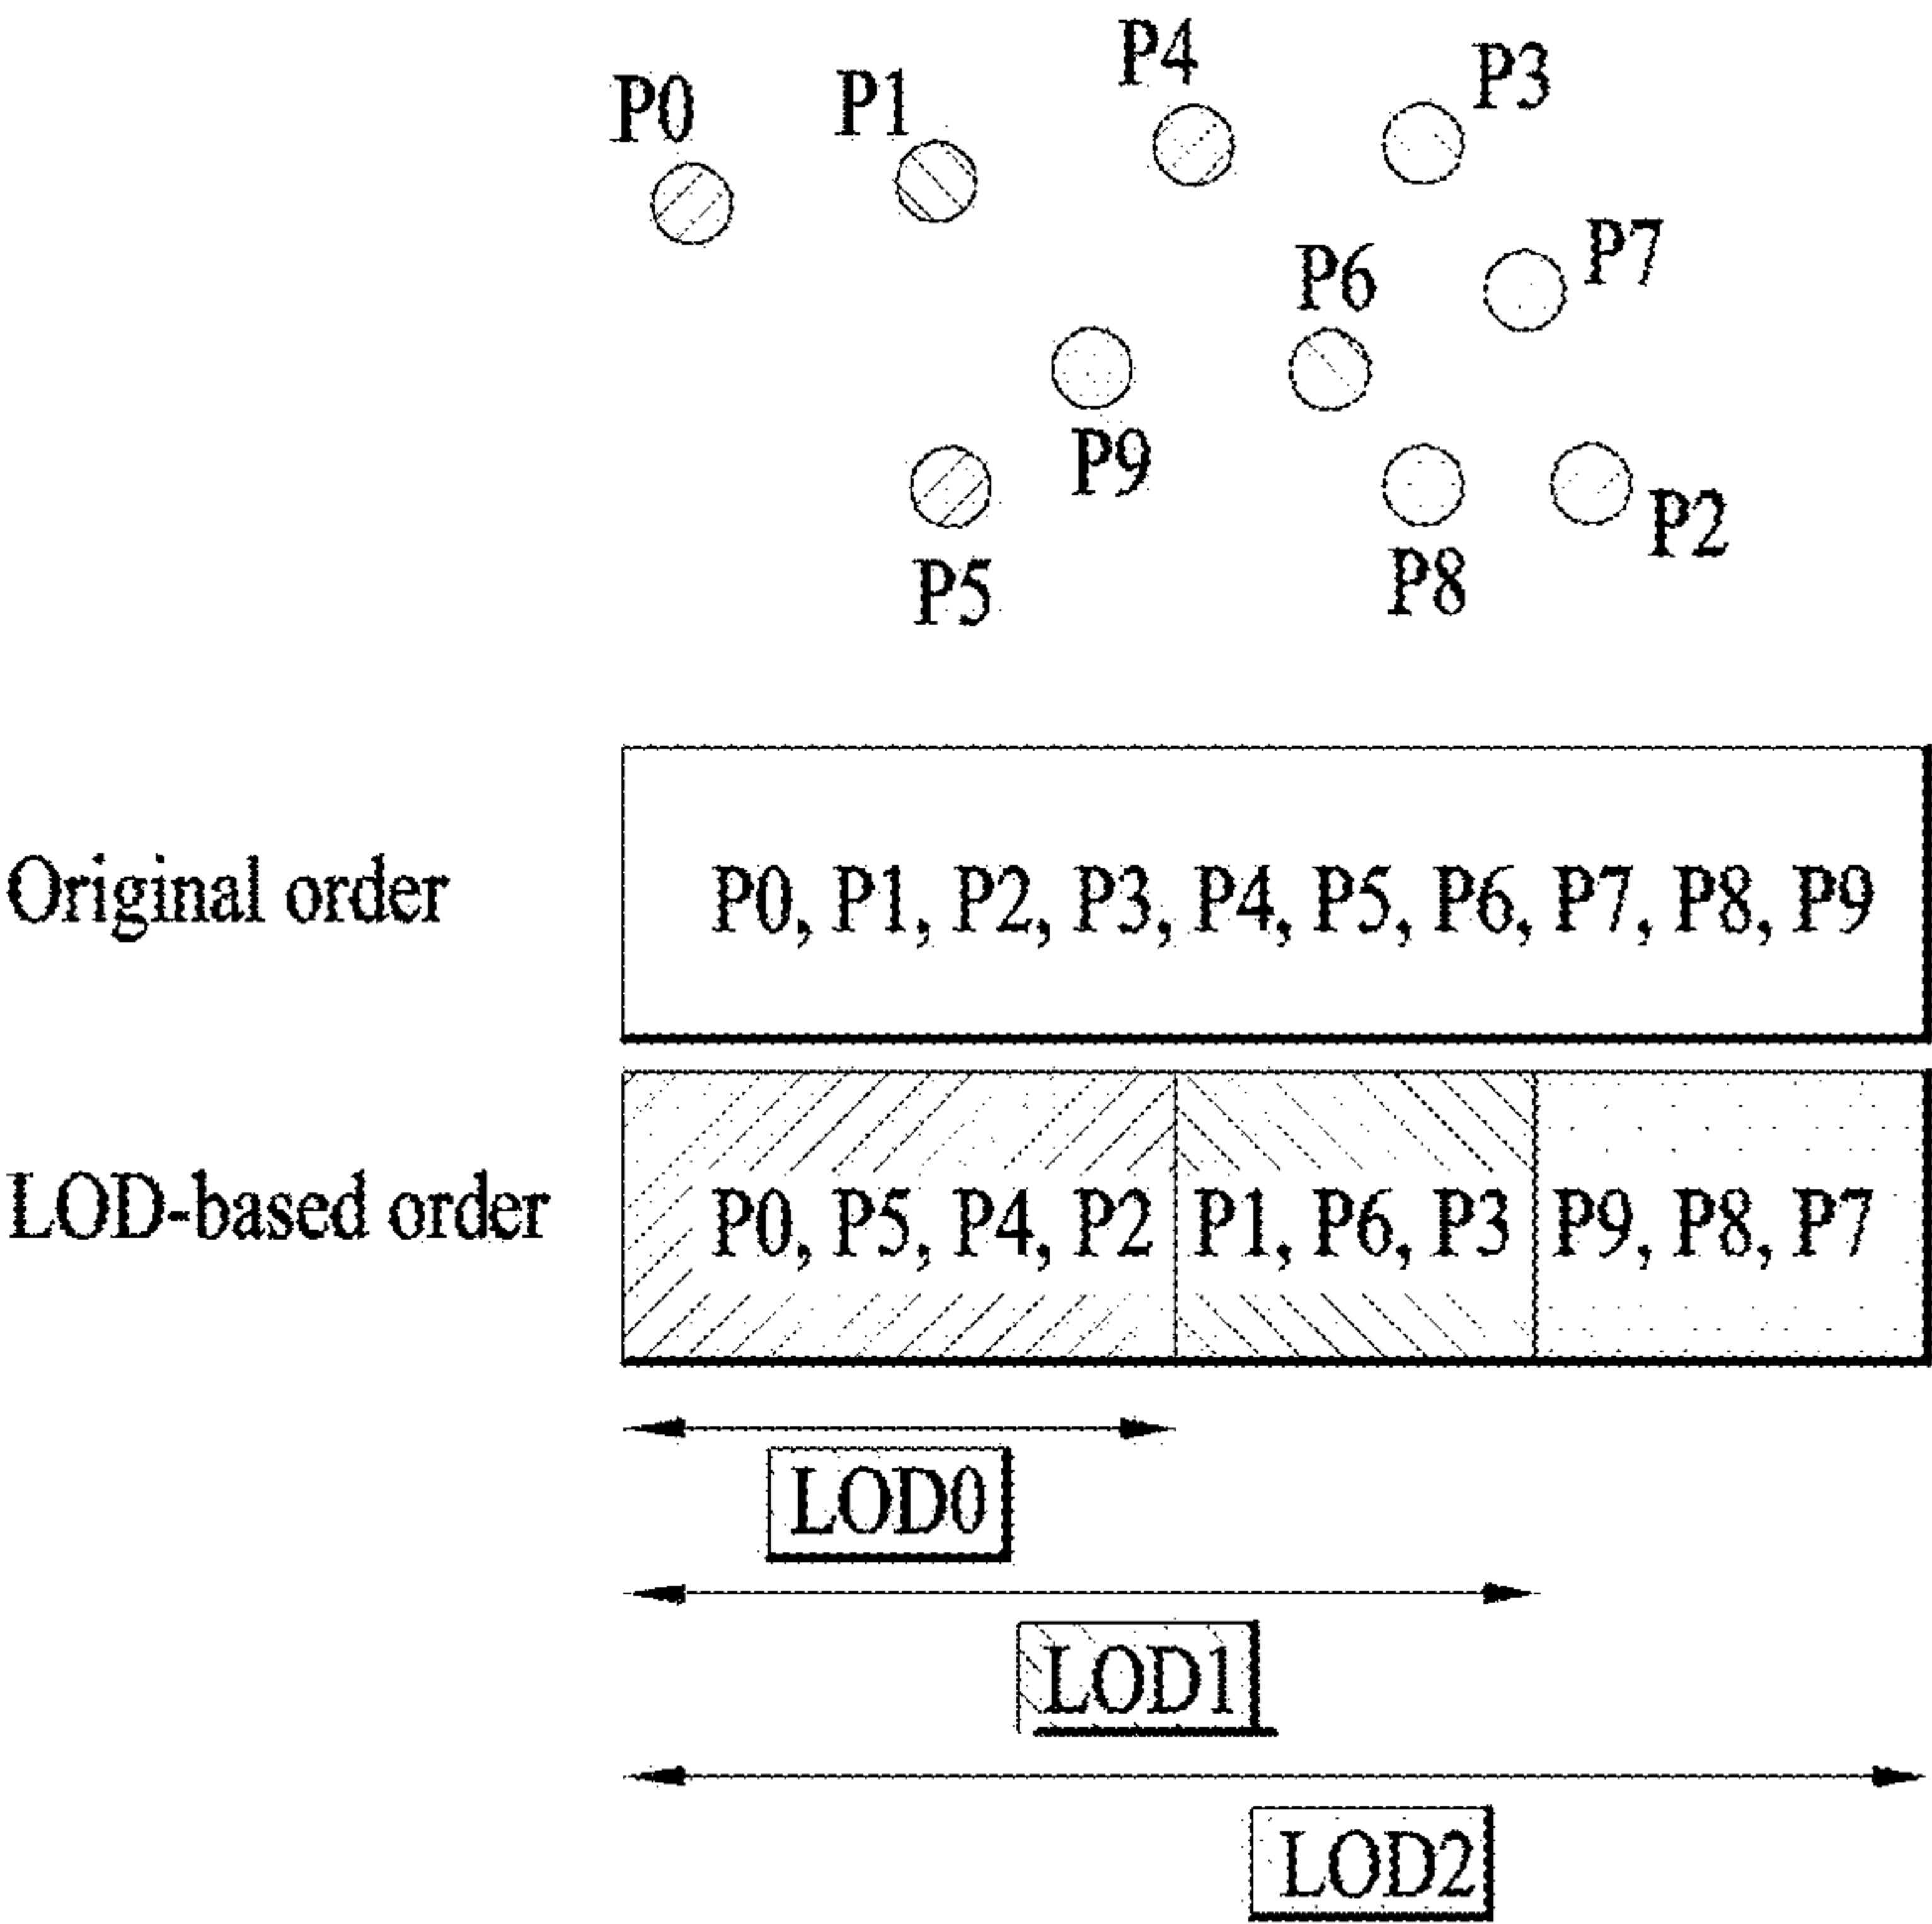 P4
P3
P0
P1
P7
P6
P9
P2
P5
P8
Original order
P0, P1, P2, P3, P4, P5, P6, P7, P8, P9
LOD-based order
P0, P5, P4, P2
P1, P6, P3
P9, P8, P7
LOD0
LOD1
LOD2